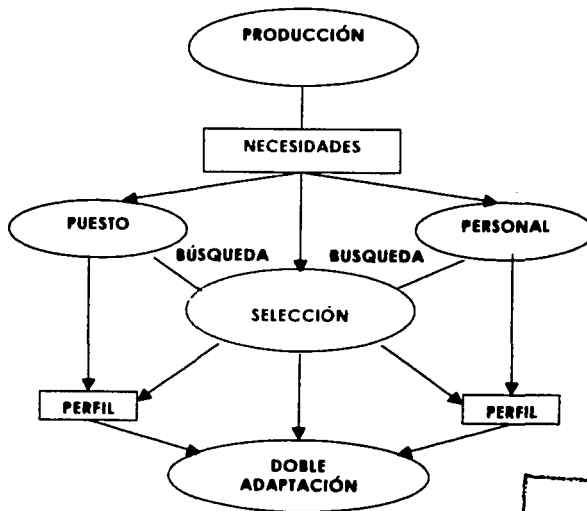 PRODUCCIÓN
NECESIDADES
PUESTO
PERSONAL
BÚSQUEDA
BUSQUEDA
SELECCIÓN
PERFIL
PERFIL
DOBLE
ADAPTACIÓN